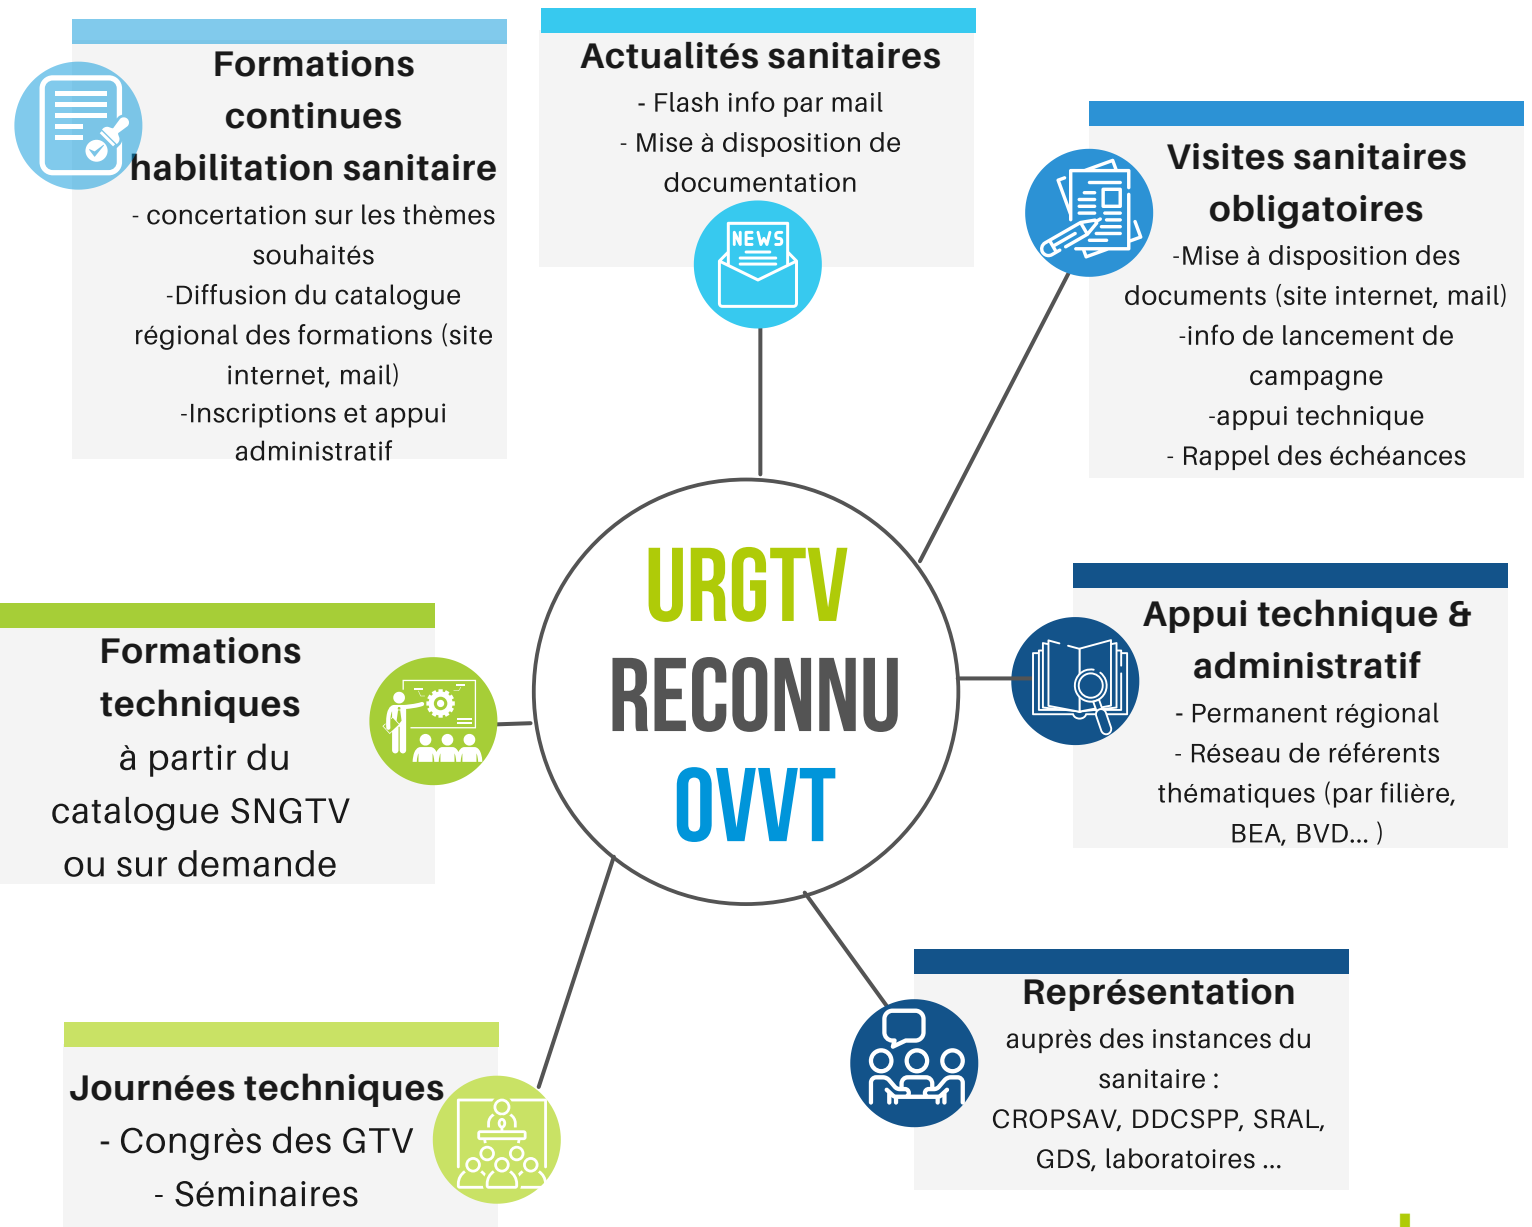 Formations
continues
habilitation sanitaire
- concertation sur les thèmes
souhaités
-Diffusion du catalogue
régional des formations (site
internet, mail)
-Inscriptions et appui
administratif
Actualités sanitaires
- Flash info par mail
- Mise à disposition de
documentation
NEWS
Visites sanitaires
obligatoires
-Mise à disposition des
documents (site internet, mail)
-info de lancement de
campagne
-appui technique
- Rappel des échéances
URGTV
RECONNU
OVVT
Formations
techniques
à partir du
catalogue SNGTV
ou sur demande
Appui technique &
administratif
- Permanent régional
- Réseau de référents
thématiques (par filière,
BEA, BVD... )
Journées techniques
- Congrès des GTV
- Séminaires
Représentation
auprès des instances du
sanitaire :
CROPSAV, DDCSPP, SRAL,
GDS, laboratoires ...